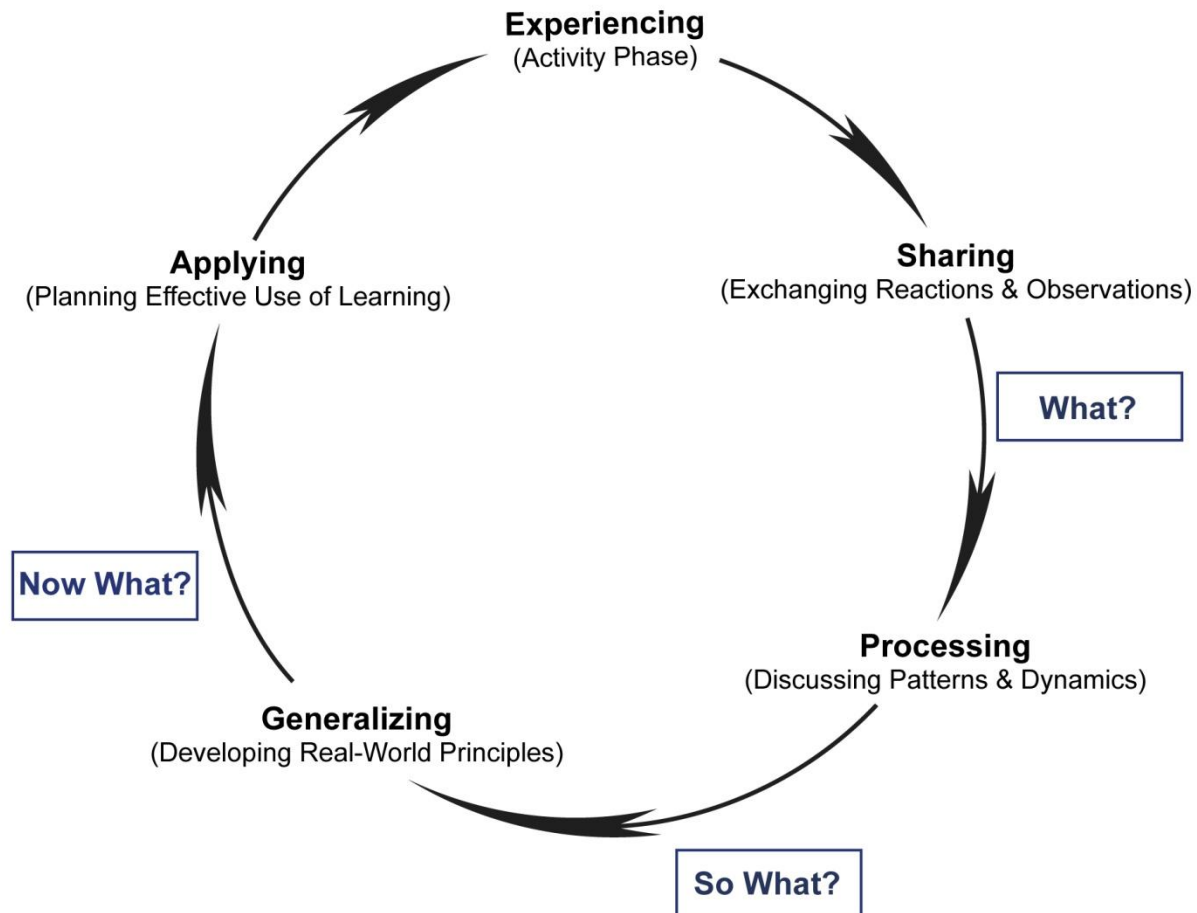 Experiencing
(Activity Phase)
Sharing
(Exchanging Reactions & Observations)
What?
Processing
(Discussing Patterns & Dynamics)
So What?
Generalizing
(Developing Real-World Principles)
Now What?
Applying
(Planning Effective Use of Learning)